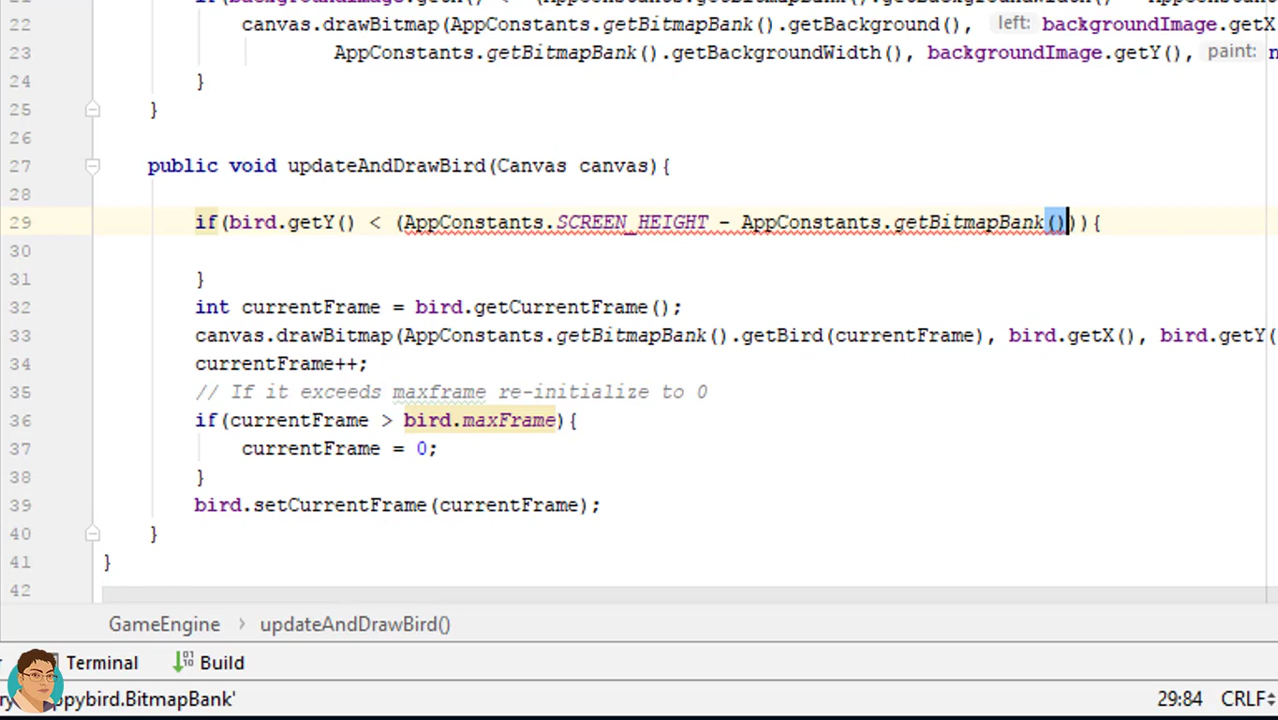 22 canvas.drawBitmap(AppConstants.getBitmapBank().getBackground(), left: backgroundImage.getX
23 AppConstants.getBitmapBank().getBackgroundWidth(), backgroundImage.getY(), paint:
24 }
25 }
26
27 public void updateAndDrawBird(Canvas canvas){
28
29 if(bird.getY() < (AppConstants.SCREEN_HEIGHT - AppConstants.getBitmapBank())){
30
31 }
32 int currentFrame = bird.getCurrentFrame();
33 canvas.drawBitmap(AppConstants.getBitmapBank().getBird(currentFrame), bird.getX(), bird.getY(
34 currentFrame++;
35 // If it exceeds maxframe re-initialize to 0
36 if(currentFrame > bird.maxFrame){
37 currentFrame = 0;
38 }
39 bird.setCurrentFrame(currentFrame);
40 }
41 }
42
GameEngine > updateAndDrawBird()
Terminal Build
ppybird.BitmapBank' 29:84 CRLF